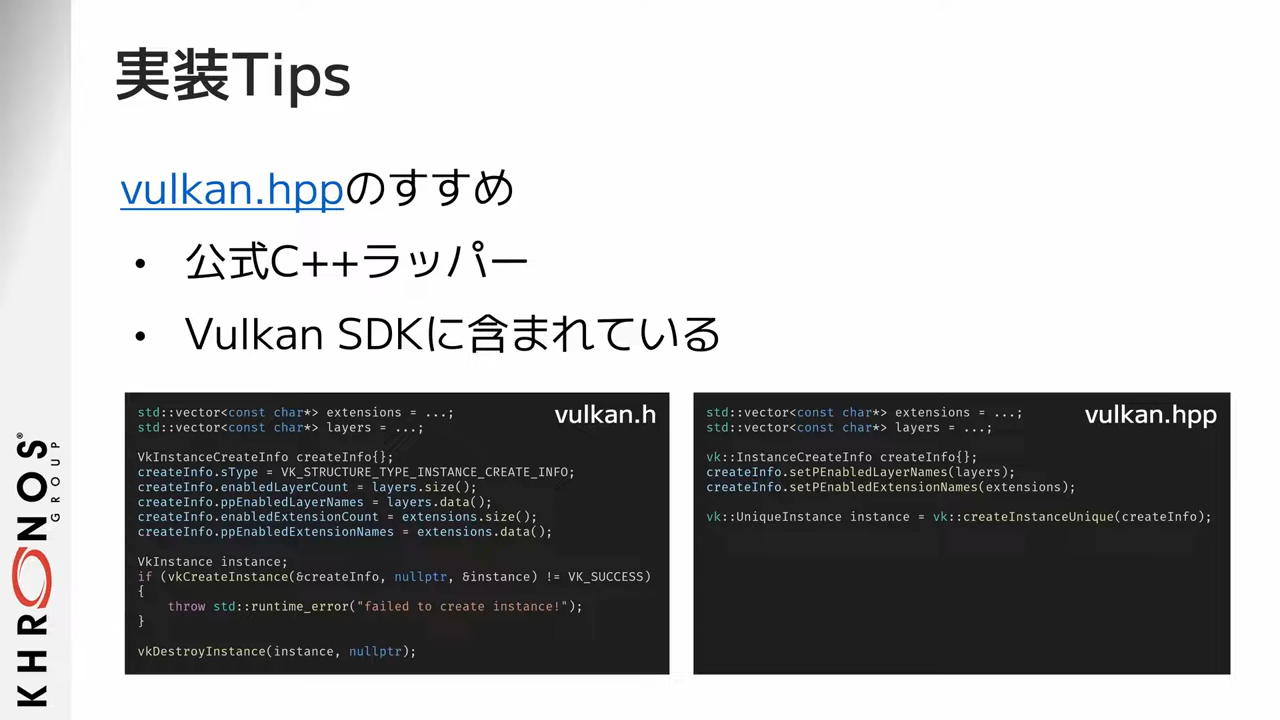 実装Tips
vulkan.hppのすすめ
• 公式C++ラッパー
• Vulkan SDKに含まれている
vulkan.h
std::vector<const char*> extensions = ...;
std::vector<const char*> layers = ...;
VkInstanceCreateInfo createInfo{};
createInfo.sType = VK_STRUCTURE_TYPE_INSTANCE_CREATE_INFO;
createInfo.enabledLayerCount = layers.size();
createInfo.ppEnabledLayerNames = layers.data();
createInfo.enabledExtensionCount = extensions.size();
createInfo.ppEnabledExtensionNames = extensions.data();
VkInstance instance;
if (vkCreateInstance(&createInfo, nullptr, &instance) != VK_SUCCESS)
{
    throw std::runtime_error("failed to create instance!");
}
vkDestroyInstance(instance, nullptr);
vulkan.hpp
std::vector<const char*> extensions = ...;
std::vector<const char*> layers = ...;
vk::InstanceCreateInfo createInfo{};
createInfo.setPEnabledLayerNames(layers);
createInfo.setPEnabledExtensionNames(extensions);
vk::UniqueInstance instance = vk::createInstanceUnique(createInfo);
KHRONOS®
GROUP